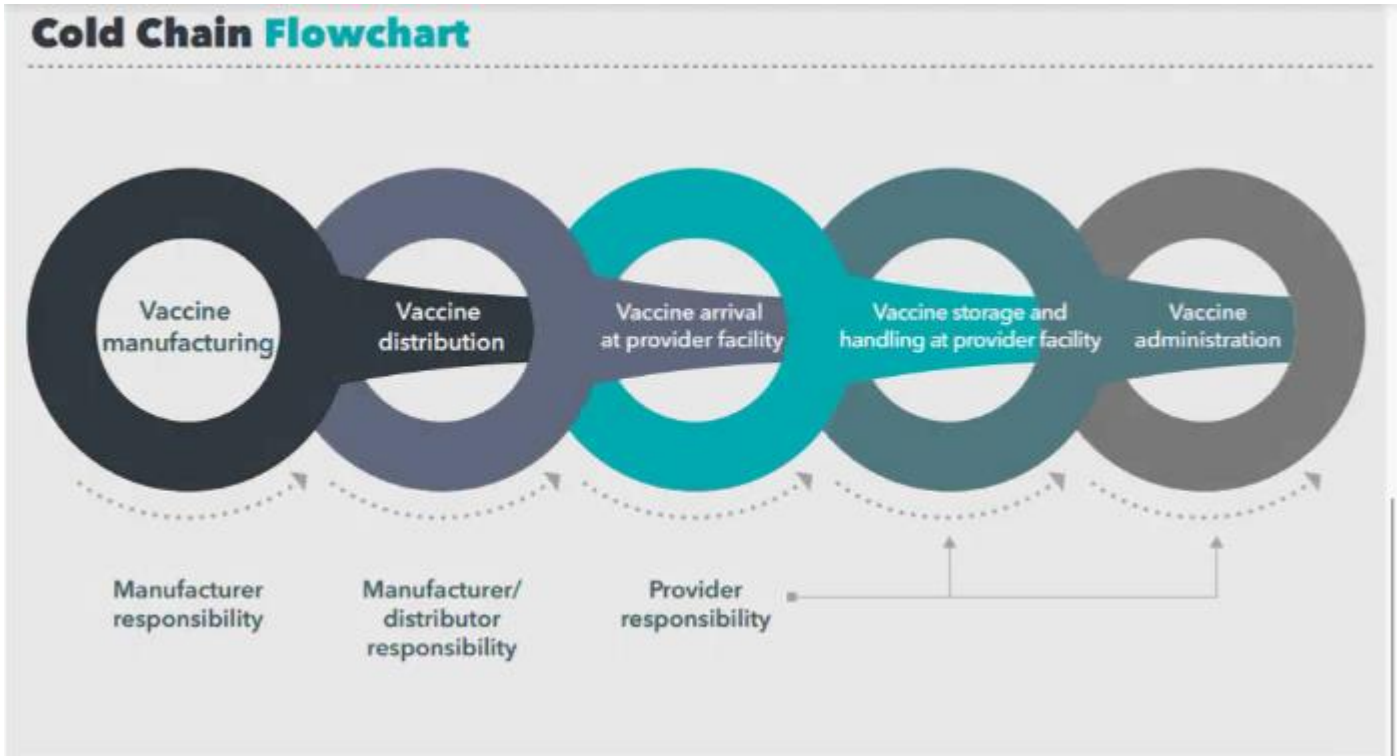 Cold Chain Flowchart
Vaccine
manufacturing
Vaccine
distribution
Vaccine arrival
at provider facility
Vaccine storage and
handling at provider facility
Vaccine
administration
Manufacturer
responsibility
Manufacturer/
distributor
responsibility
Provider
responsibility